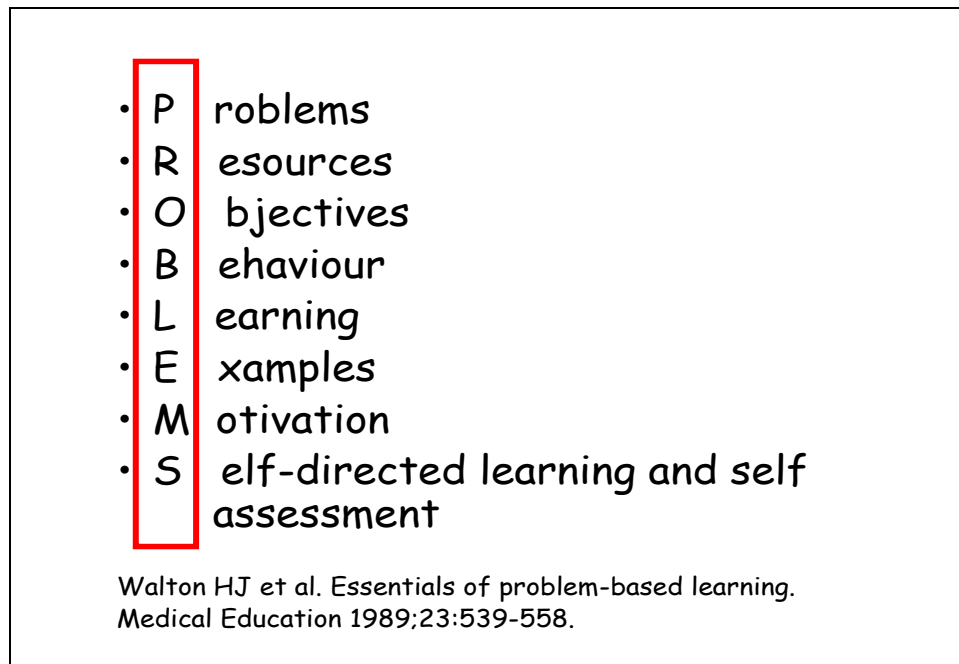 • P roblems
• R esources
• O bjectives
• B ehaviour
• L earning
• E xamples
• M otivation
• S elf-directed learning and self
assessment
Walton HJ et al. Essentials of problem-based learning.
Medical Education 1989;23:539-558.